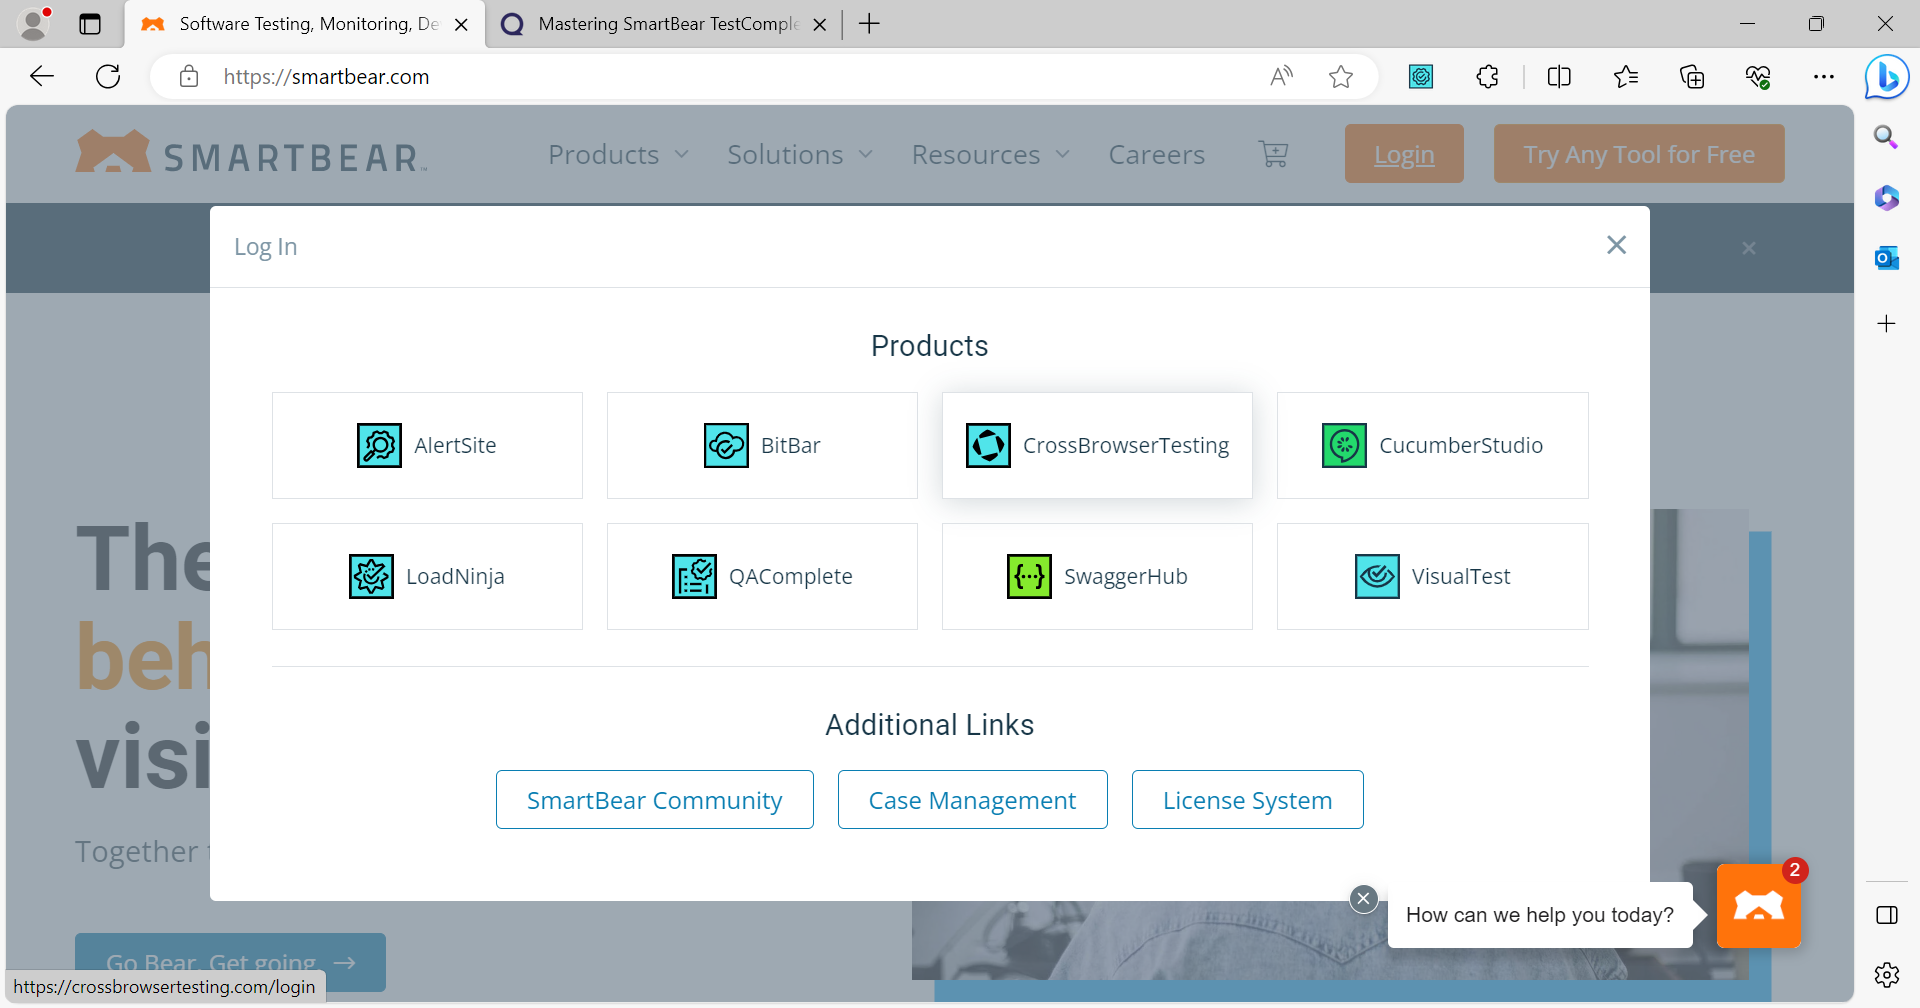 Software Testing, Monitoring, De
Mastering SmartBear TestComple
https://smartbear.com
SMARTBEAR™
Products
Solutions
Resources
Careers
Login
Try Any Tool for Free
Log In
Products
AlertSite
BitBar
CrossBrowserTesting
CucumberStudio
LoadNinja
QAComplete
SwaggerHub
VisualTest
Additional Links
SmartBear Community
Case Management
License System
The
beh
visi
Together
Go Bear. Get going
How can we help you today?
2
https://crossbrowsertesting.com/login